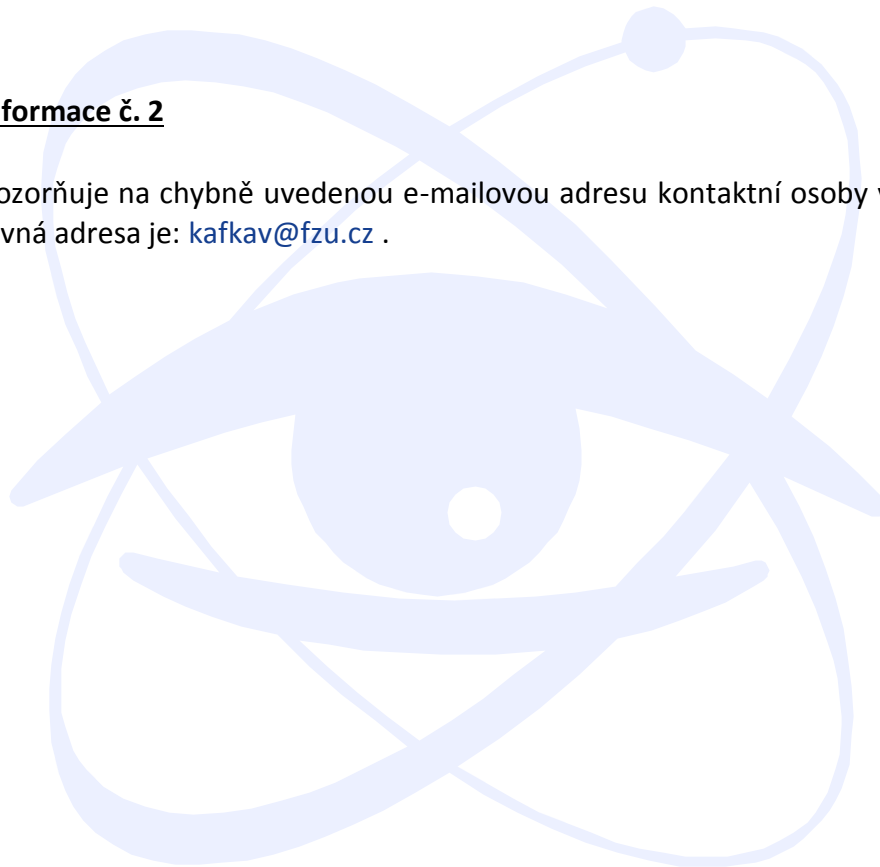 formace č. 2
ozorňuje na chybně uvedenou e-mailovou adresu kontaktní osoby v
vná adresa je: kafkav@fzu.cz .